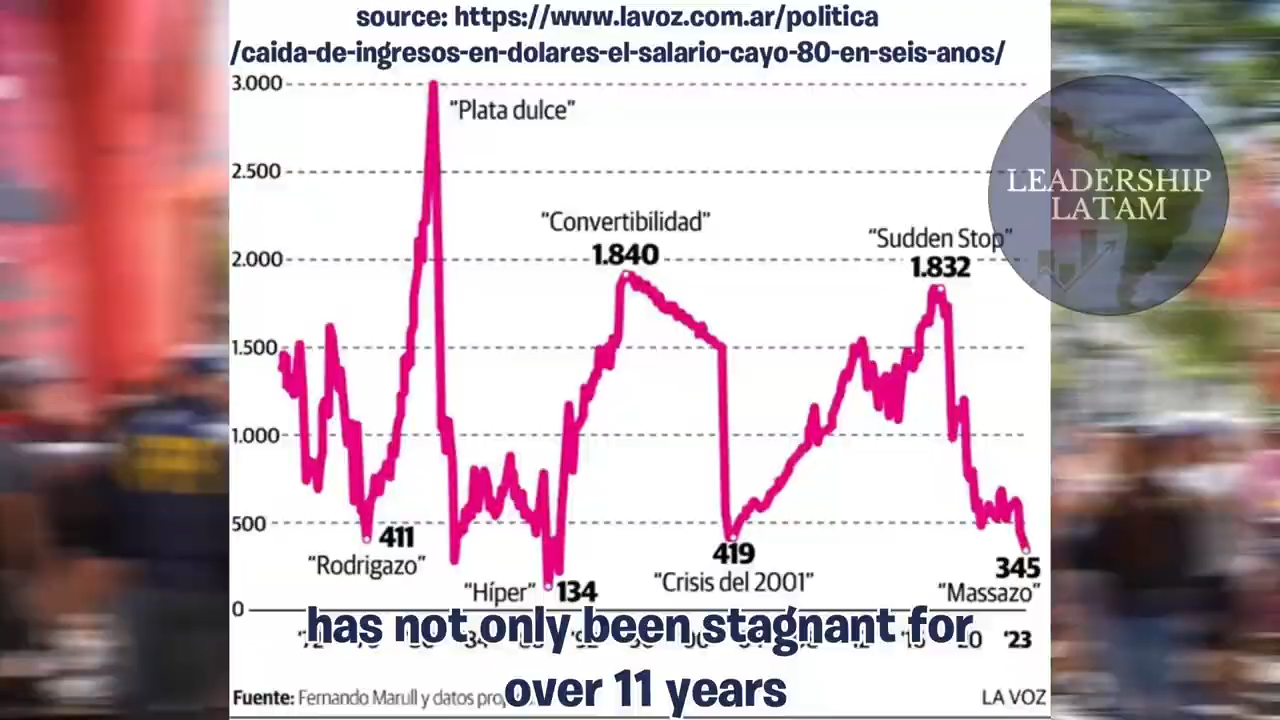 source: https://www.lavoz.com.ar/politica
/caida-de-ingresos-en-dolares-el-salario-cayo-80-en-seis-anos/
3.000
"Plata dulce"
LEADERSHIP
LATAM
2.500
"Convertibilidad"
1.840
"Sudden Stop"
1.832
2.000
1.500
1.000
500
411
"Rodrigazo"
"Híper" 134
419
"Crisis del 2001"
345
"Massazo"
0
has not only been stagnant for
'23
over 11 years
Fuente: Fernando Marull y datos
LA VOZ